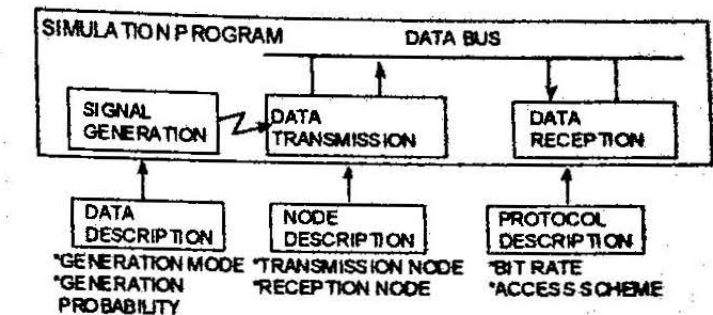 SIMULATION PROGRAM
DATA BUS
SIGNAL
GENERATION
DATA
TRANSMISSION
DATA
RECEPTION
DATA
DESCRIPTION
*GENERATION MODE
*GENERATION
PROBABILITY
NODE
DESCRIPTION
*TRANSMISSION NODE
*RECEPTION NODE
PROTOCOL
DESCRIPTION
*BIT RATE
*ACCESS SCHEME